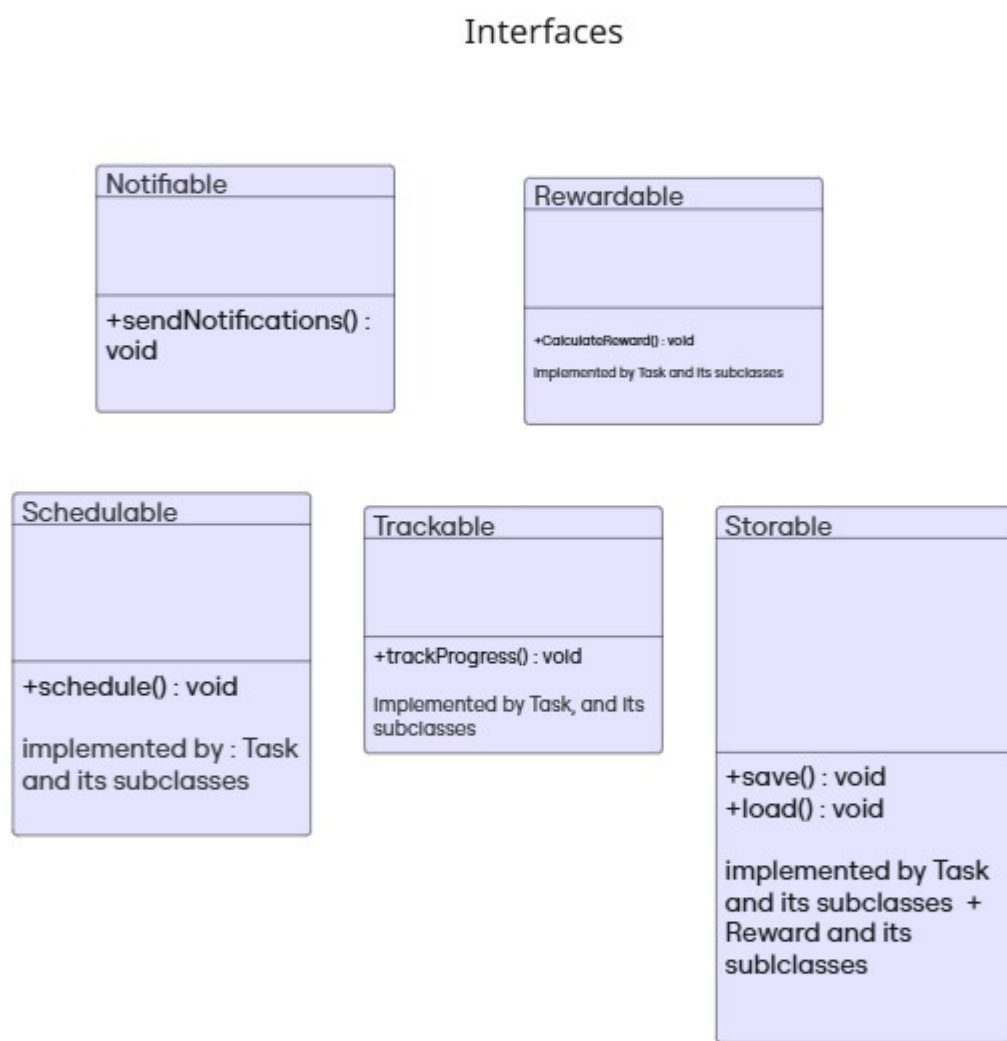 Interfaces
Notifiable
+sendNotifications() :
void
Rewardable
+CalculateReward() : void
Implemented by Task and its subclasses
Schedulable
+schedule() : void
implemented by : Task
and its subclasses
Trackable
+trackProgress() : void
Implemented by Task, and its
subclasses
Storable
+save() : void
+load() : void
implemented by Task
and its subclasses +
Reward and its
sublclasses